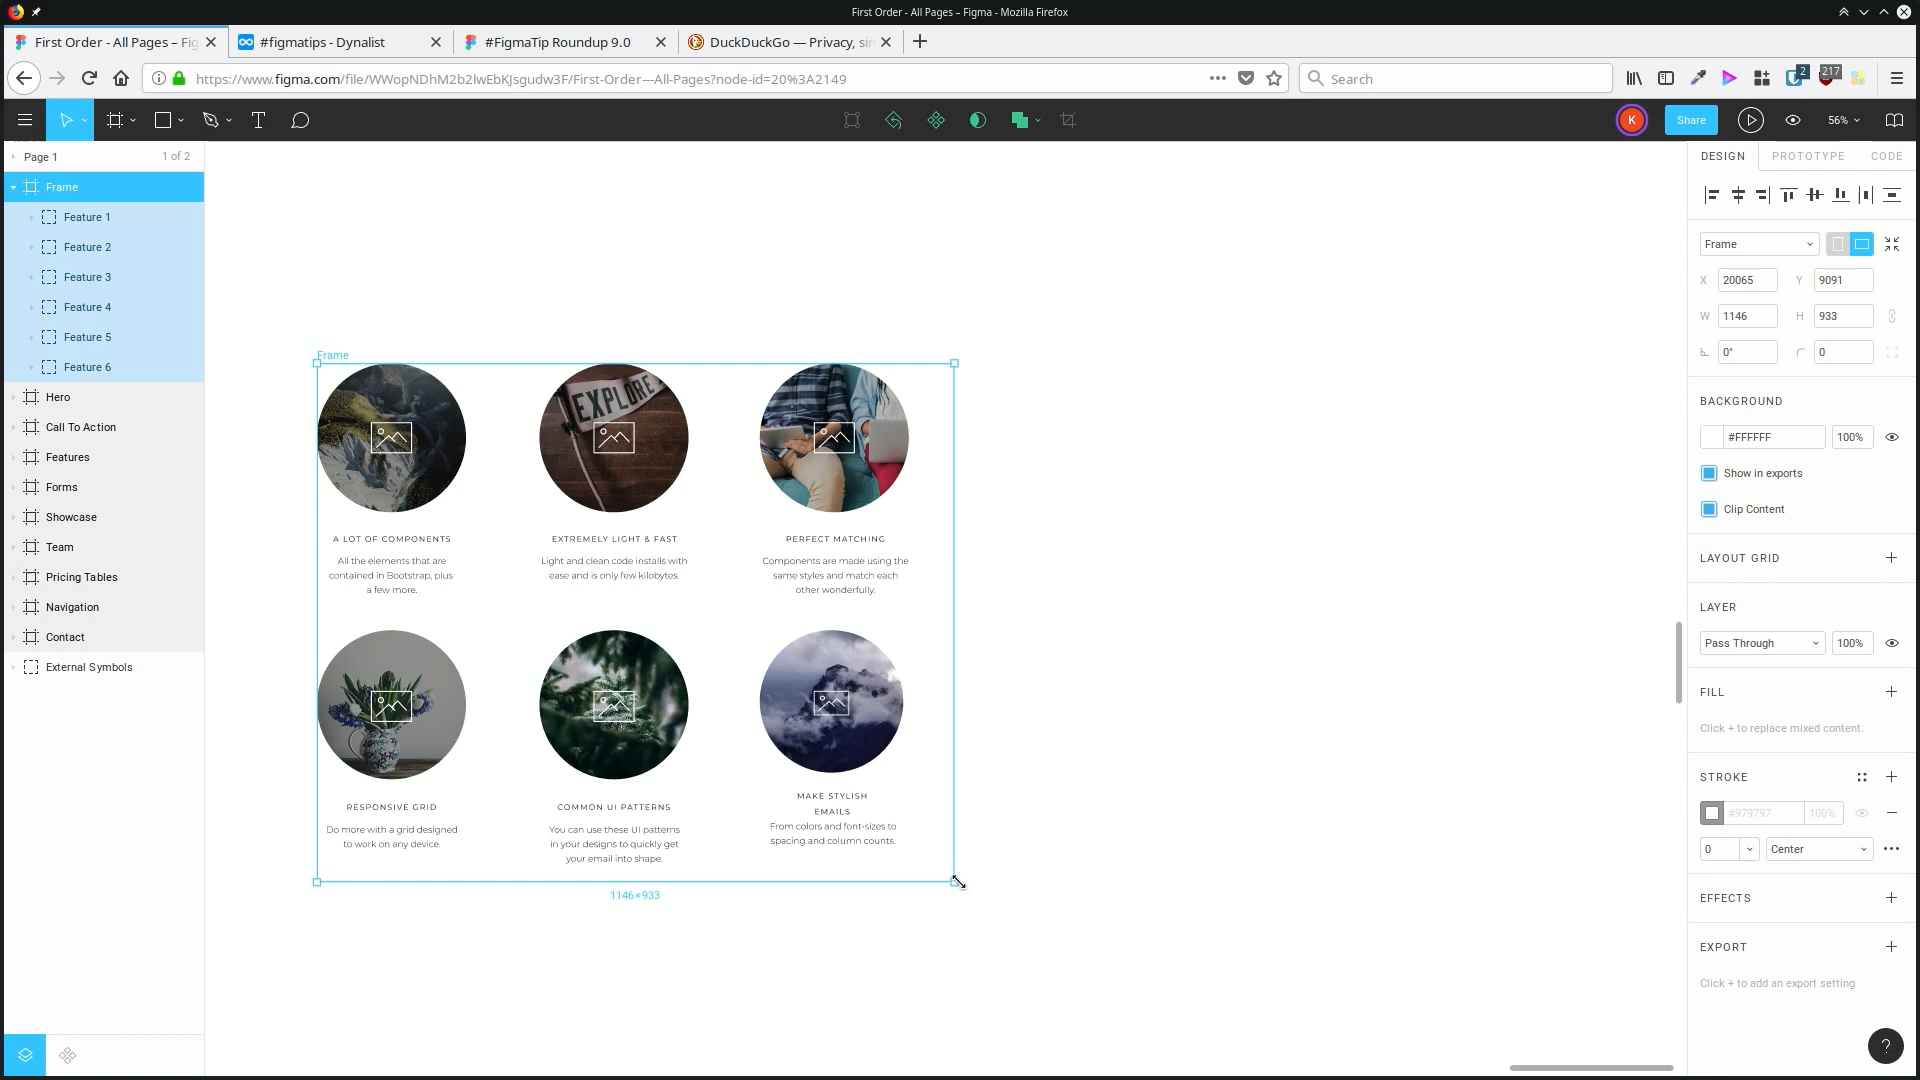 First Order - All Pages – Figma - Mozilla Firefox
First Order - All Pages – Fig
#figmatips - Dynalist
#FigmaTip Roundup 9.0
DuckDuckGo — Privacy, sim
https://www.figma.com/file/WWopNDhM2b2lwEbKJsgudw3F/First-Order---All-Pages?node-id=20%3A2149
Search
2
217
K
Share
56%
Page 1
1 of 2
Frame
Feature 1
Feature 2
Feature 3
Feature 4
Feature 5
Feature 6
Hero
Call To Action
Features
Forms
Showcase
Team
Pricing Tables
Navigation
Contact
External Symbols
Frame
EXPLORE
A LOT OF COMPONENTS
All the elements that are
contained in Bootstrap, plus
a few more.
EXTREMELY LIGHT & FAST
Light and clean code installs with
ease and is only few kilobytes.
PERFECT MATCHING
Components are made using the
same styles and match each
other wonderfully.
RESPONSIVE GRID
Do more with a grid designed
to work on any device.
COMMON UI PATTERNS
You can use these UI patterns
in your designs to quickly get
your email into shape.
MAKE STYLISH
EMAILS
From colors and font-sizes to
spacing and column counts.
1146×933
DESIGN
PROTOTYPE
CODE
Frame
X 20065 Y 9091
W 1146 H 933
0° 0
BACKGROUND
#FFFFFF 100%
Show in exports
Clip Content
LAYOUT GRID
LAYER
Pass Through 100%
FILL
Click + to replace mixed content.
STROKE
#979797 100%
0 Center
EFFECTS
EXPORT
Click + to add an export setting
?